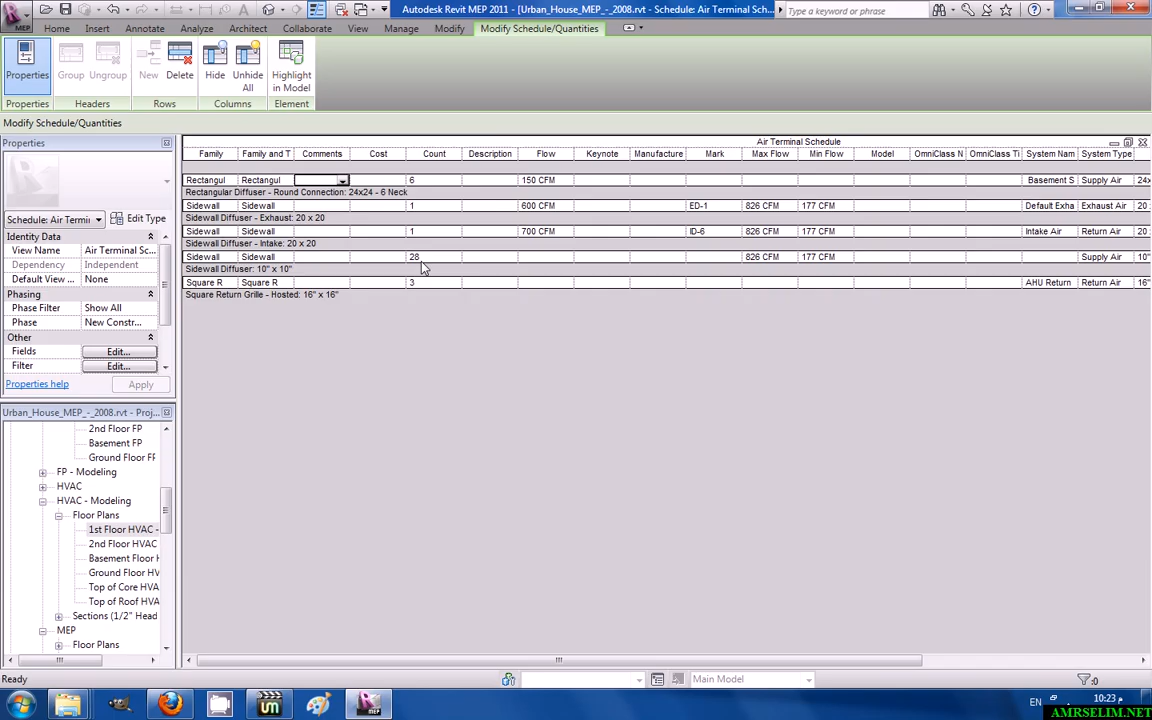 Autodesk Revit MEP 2011 - [Urban_House_MEP_-_2008.rvt - Schedule: Air Terminal Sc...
Type a keyword or phrase
MEP
Home Insert Annotate Analyze Architect Collaborate View Manage Modify Modify Schedule/Quantities
Properties Group Ungroup New Delete Hide Unhide All Highlight in Model
Properties Headers Rows Columns Element
Modify Schedule/Quantities
Properties
Schedule: Air Termi Edit Type
Identity Data
View Name Air Terminal Sc...
Dependency Independent
Default View ... None
Phasing
Phase Filter Show All
Phase New Constr...
Other
Fields Edit...
Filter Edit...
Properties help Apply
Urban_House_MEP_-_2008.rvt - Proj...
2nd Floor FP
Basement FP
Ground Floor FP
FP - Modeling
HVAC
HVAC - Modeling
Floor Plans
1st Floor HVAC -
2nd Floor HVAC
Basement Floor H
Ground Floor HV
Top of Core HVA
Top of Roof HVA
Sections (1/2" Head
MEP
Floor Plans
Air Terminal Schedule
Family Family and T Comments Cost Count Description Flow Keynote Manufacture Mark Max Flow Min Flow Model OmniClass N OmniClass Ti System Nam System Type
Rectangul Rectangul 6 150 CFM Basement S Supply Air 24x
Rectangular Diffuser - Round Connection: 24x24 - 6 Neck
Sidewall Sidewall 1 600 CFM ED-1 826 CFM 177 CFM Default Exha Exhaust Air 20
Sidewall Diffuser - Exhaust: 20 x 20
Sidewall Sidewall 1 700 CFM ID-6 826 CFM 177 CFM Intake Air Return Air 20
Sidewall Diffuser - Intake: 20 x 20
Sidewall Sidewall 28 826 CFM 177 CFM Supply Air 10"
Sidewall Diffuser: 10" x 10"
Square R Square R 3 AHU Return Return Air 16"
Square Return Grille - Hosted: 16" x 16"
Ready
Main Model
:0
EN
10:23 م
AMRSELIM.NET